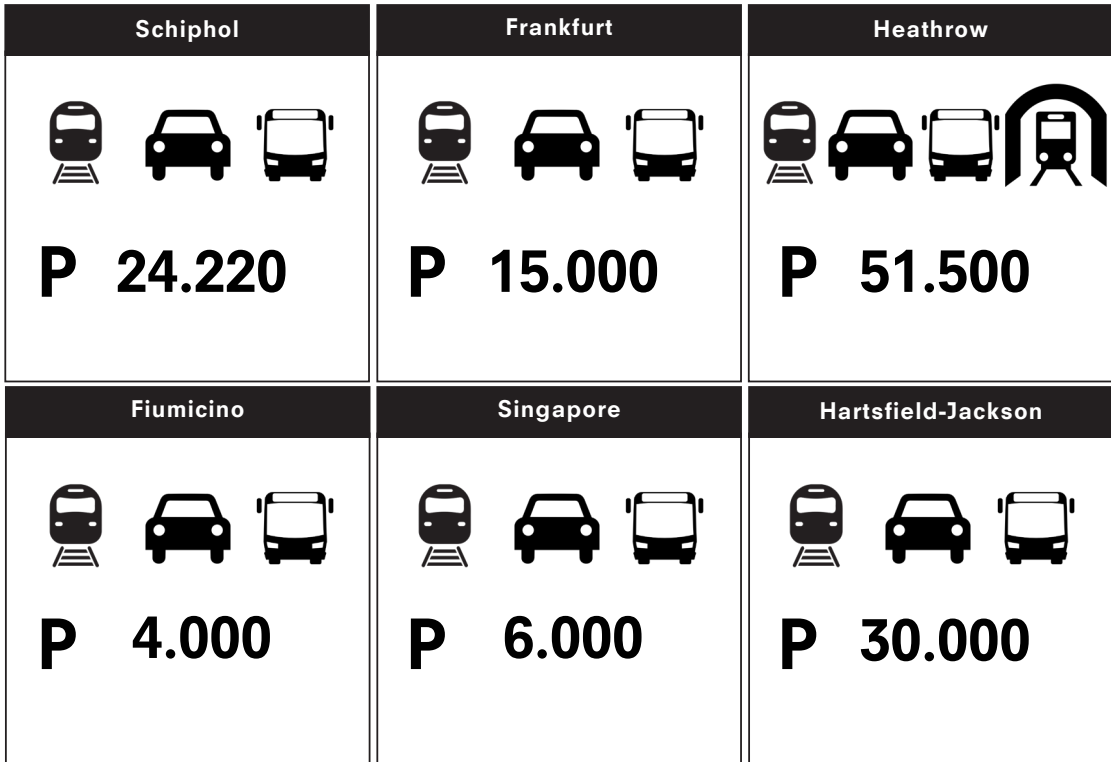 Schiphol
P 24.220
Frankfurt
P 15.000
Heathrow
P 51.500
Fiumicino
P 4.000
Singapore
P 6.000
Hartsfield-Jackson
P 30.000